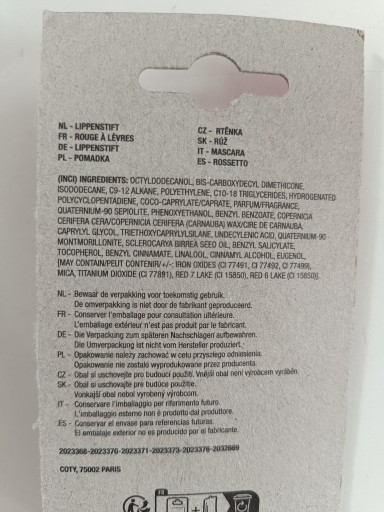 NL - LIPPENSTIFT
FR - ROUGE À LÈVRES
DE - LIPPENSTIFT
PL - POMADKA
CZ - RTĚNKA
SK - RÚŽ
IT - MASCARA
ES - ROSSETTO
(INCI) INGREDIENTS: OCTYLDODECANOL, BIS-CARBOXYDECYL DIMETHICONE,
ISODODECANE, C9-12 ALKANE, POLYETHYLENE, C10-18 TRIGLYCERIDES, HYDROGENATED
POLYCYCLOPENTADIENE, COCO-CAPRYLATE/CAPRATE, PARFUM/FRAGRANCE,
QUATERNIUM-90 SEPIOLITE, PHENOXYETHANOL, BENZYL BENZOATE, COPERNICIA
CERIFERA CERA/COPERNICIA CERIFERA (CARNAUBA) WAX/CIRE DE CARNAUBA,
CAPRYLYL GLYCOL, TRIETHOXYCAPRYLYLSILANE, UNDECYLENIC ACID, QUATERNIUM-90
MONTMORILLONITE, SCLEROCARYA BIRREA SEED OIL, BENZYL SALICYLATE,
TOCOPHEROL, BENZYL CINNAMATE, LINALOOL, CINNAMYL ALCOHOL, EUGENOL,
[MAY CONTAIN/PEUT CONTENIR/ +/-: IRON OXIDES (CI 77491, CI 77492, CI 77499),
MICA, TITANIUM DIOXIDE (CI 77891), RED 7 LAKE (CI 15850), RED 6 LAKE (CI 15850)].
NL - Bewaar de verpakking voor toekomstig gebruik.
De omverpakking is niet door de fabrikant geproduceerd.
FR - Conserver l'emballage pour consultation ultérieure.
L'emballage extérieur n'est pas produit par le fabricant.
DE - Die Verpackung zum späteren Nachschlagen aufbewahren.
Die Umverpackung ist nicht vom Hersteller produziert.
PL - Opakowanie należy zachować w celu przyszłego odniesienia.
Opakowanie nie zostało wyprodukowane przez producenta.
CZ - Obal si uschovejte pro budoucí použití. Vnější obal není výrobcem vyráběn.
SK - Obal si uschovajte pre budúce použitie.
Vonkajší obal nebol vyrobený výrobcom.
IT - Conservare l'imballaggio per riferimento futuro.
L'imballaggio esterno non è prodotto dal produttore.
ES - Conservar el envase para referencias futuras.
El embalaje exterior no es producido por el fabricante.
2023368-2023370-2023371-2023373-2023376-2032669
COTY, 75002 PARIS
FR